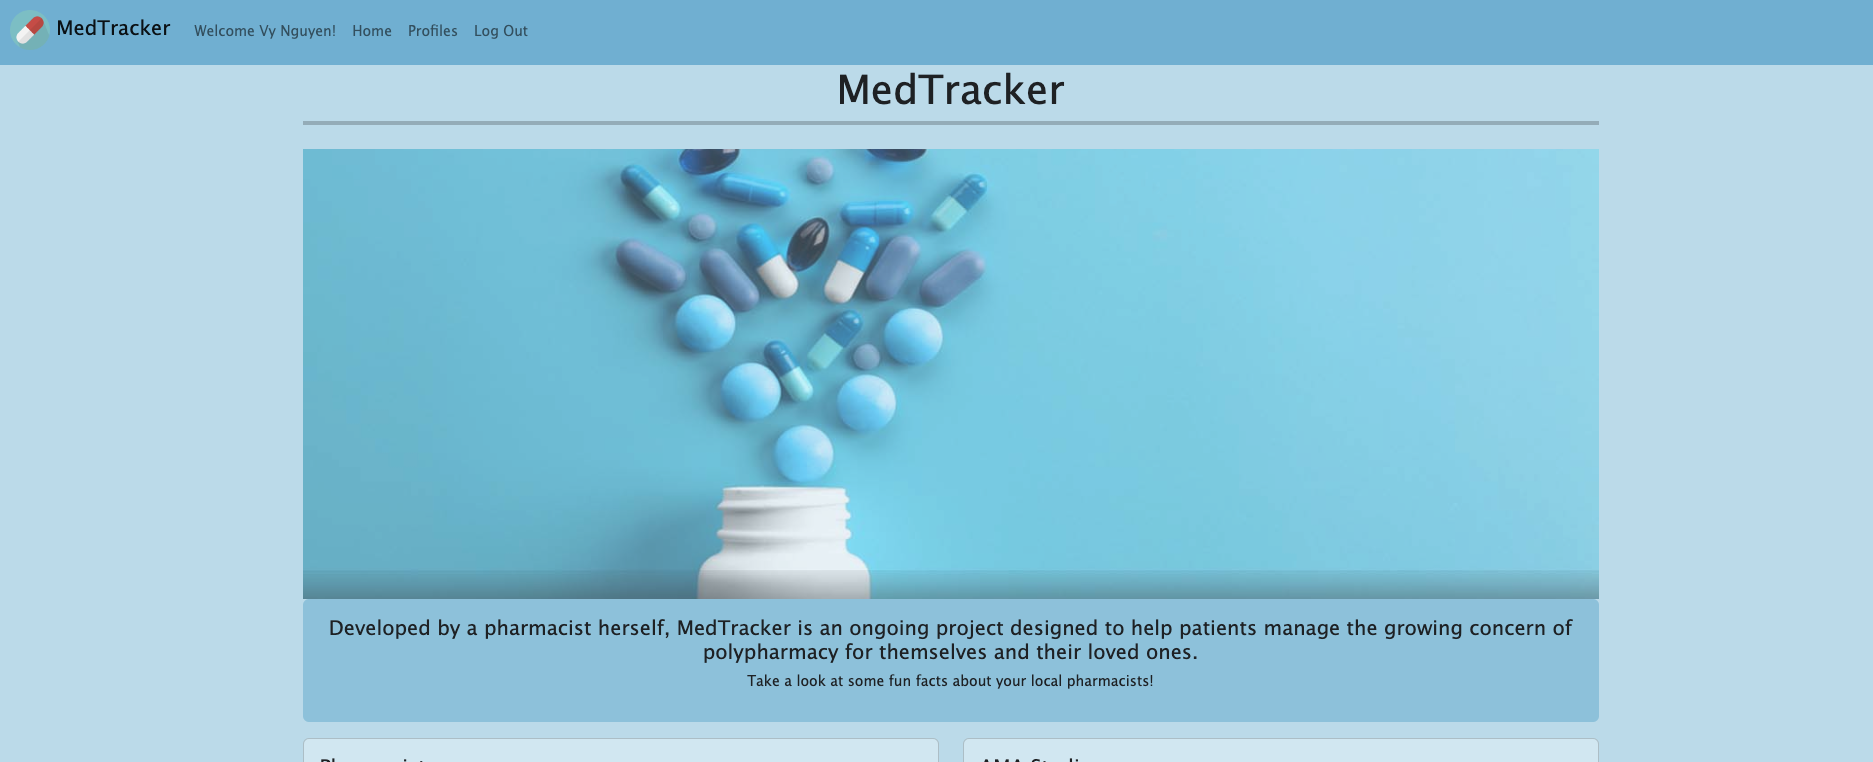 MedTracker
Welcome Vy Nguyen!
Home
Profiles
Log Out
MedTracker
Developed by a pharmacist herself, MedTracker is an ongoing project designed to help patients manage the growing concern of
polypharmacy for themselves and their loved ones.
Take a look at some fun facts about your local pharmacists!